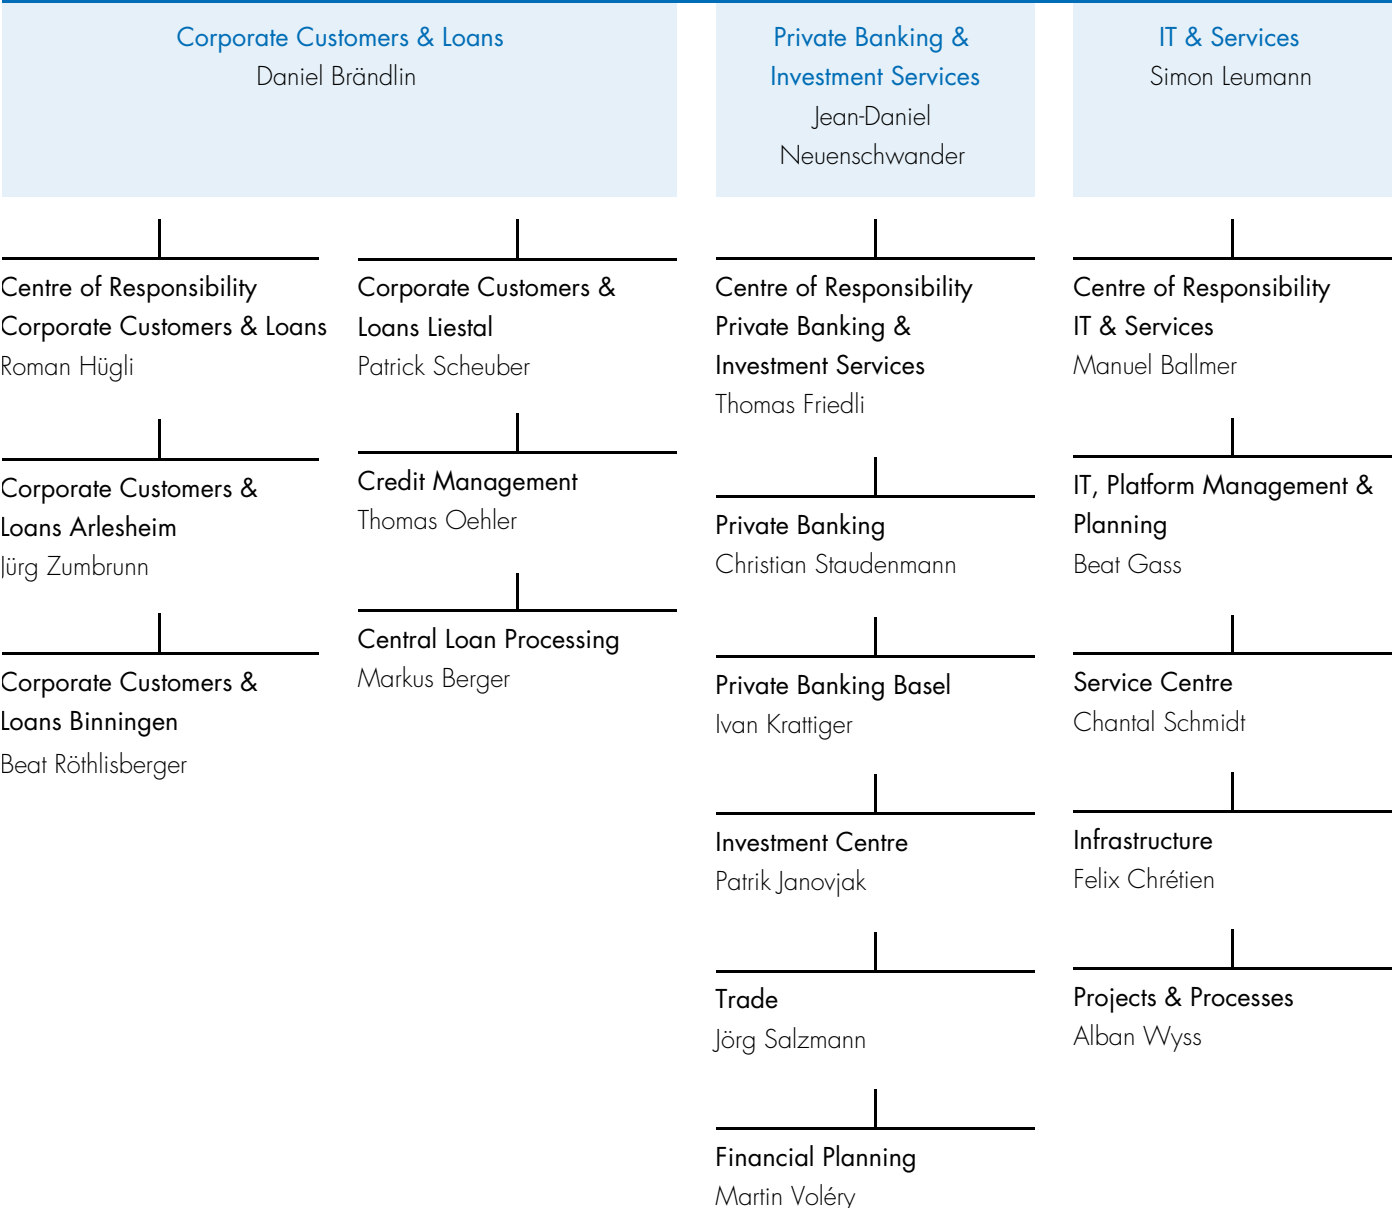 Corporate Customers & Loans
Daniel Brändlin
Centre of Responsibility
Corporate Customers & Loans
Roman Hügli
Corporate Customers &
Loans Arlesheim
Jürg Zumbrunn
Corporate Customers &
Loans Binningen
Beat Röthlisberger
Corporate Customers &
Loans Liestal
Patrick Scheuber
Credit Management
Thomas Oehler
Central Loan Processing
Markus Berger
Private Banking &
Investment Services
Jean-Daniel
Neuenschwander
Centre of Responsibility
Private Banking &
Investment Services
Thomas Friedli
Private Banking
Christian Staudenmann
Private Banking Basel
Ivan Krattiger
Investment Centre
Patrik Janovjak
Trade
Jörg Salzmann
Financial Planning
Martin Voléry
IT & Services
Simon Leumann
Centre of Responsibility
IT & Services
Manuel Ballmer
IT, Platform Management &
Planning
Beat Gass
Service Centre
Chantal Schmidt
Infrastructure
Felix Chrétien
Projects & Processes
Alban Wyss